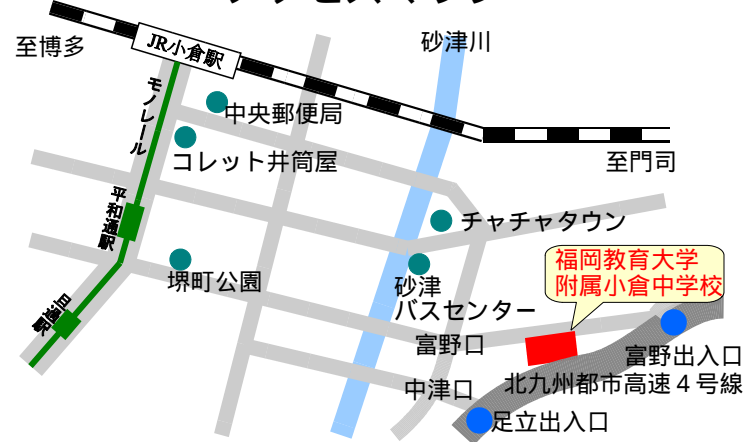 至博多
JR小倉駅
砂津川
モノレール
中央郵便局
コレット井筒屋
至門司
平和通駅
チャチャタウン
福岡教育大学
附属小倉中学校
堺町公園
砂津
バスセンター
旦過駅
富野口
富野出入口
中津口
北九州都市高速４号線
足立出入口